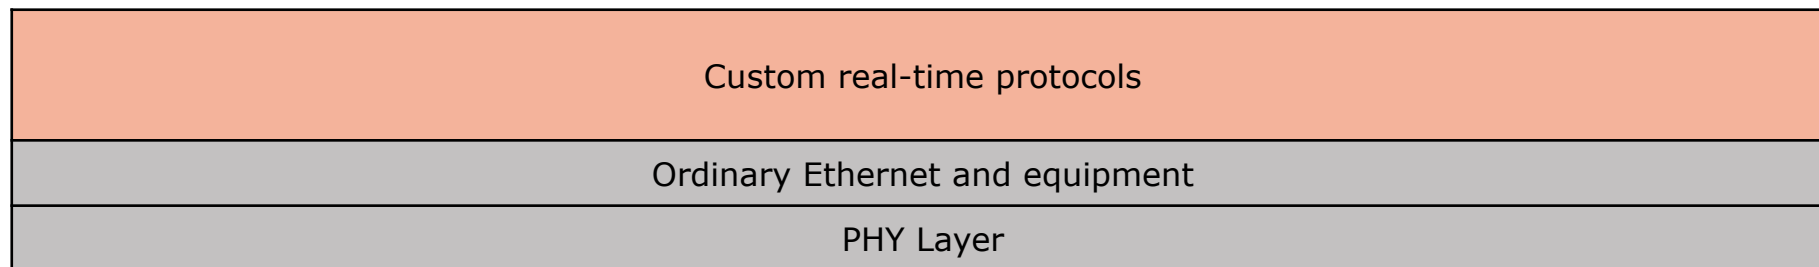 Custom real-time protocols
Ordinary Ethernet and equipment
PHY Layer